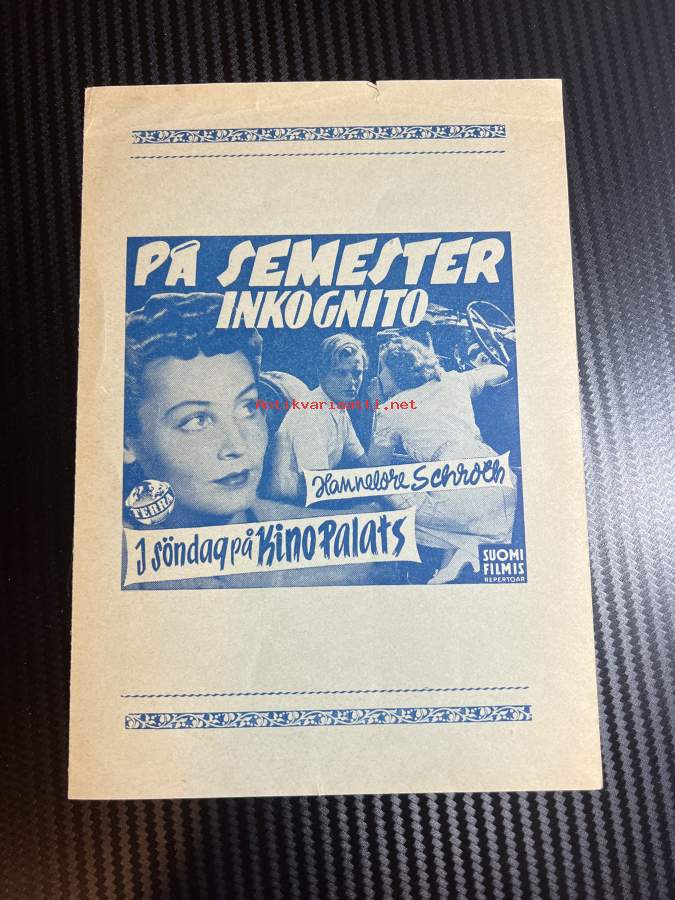 PÅ SEMESTER
INKOGNITO
Antikvariaatti.net
Hannelore Schroth
TERRA
I söndag på Kino Palats
SUOMI
FILMIS
REPERTOAR